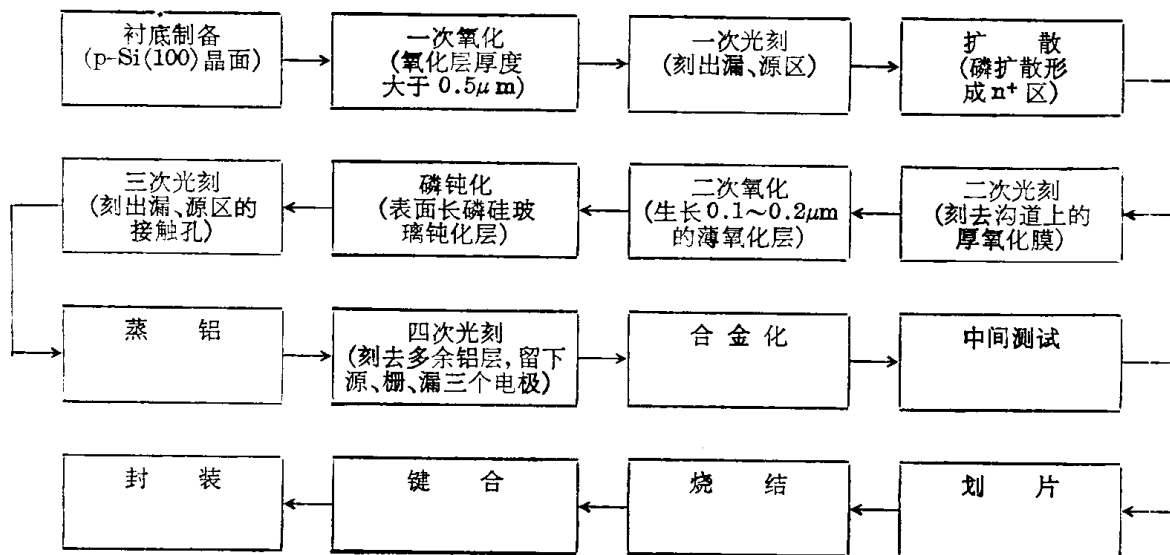 衬底制备
(p-Si(100)晶面)
一次氧化
(氧化层厚度
大于 0.5μm)
一次光刻
(刻出漏、源区)
扩散
(磷扩散形
成n⁺区)
二次光刻
(刻去沟道上的
厚氧化膜)
二次氧化
(生长0.1~0.2μm
的薄氧化层)
磷钝化
(表面长磷硅玻
璃钝化层)
三次光刻
(刻出漏、源区的
接触孔)
蒸铝
四次光刻
(刻去多余铝层,留下
源、栅、漏三个电极)
合金化
中间测试
划片
烧结
键合
封装